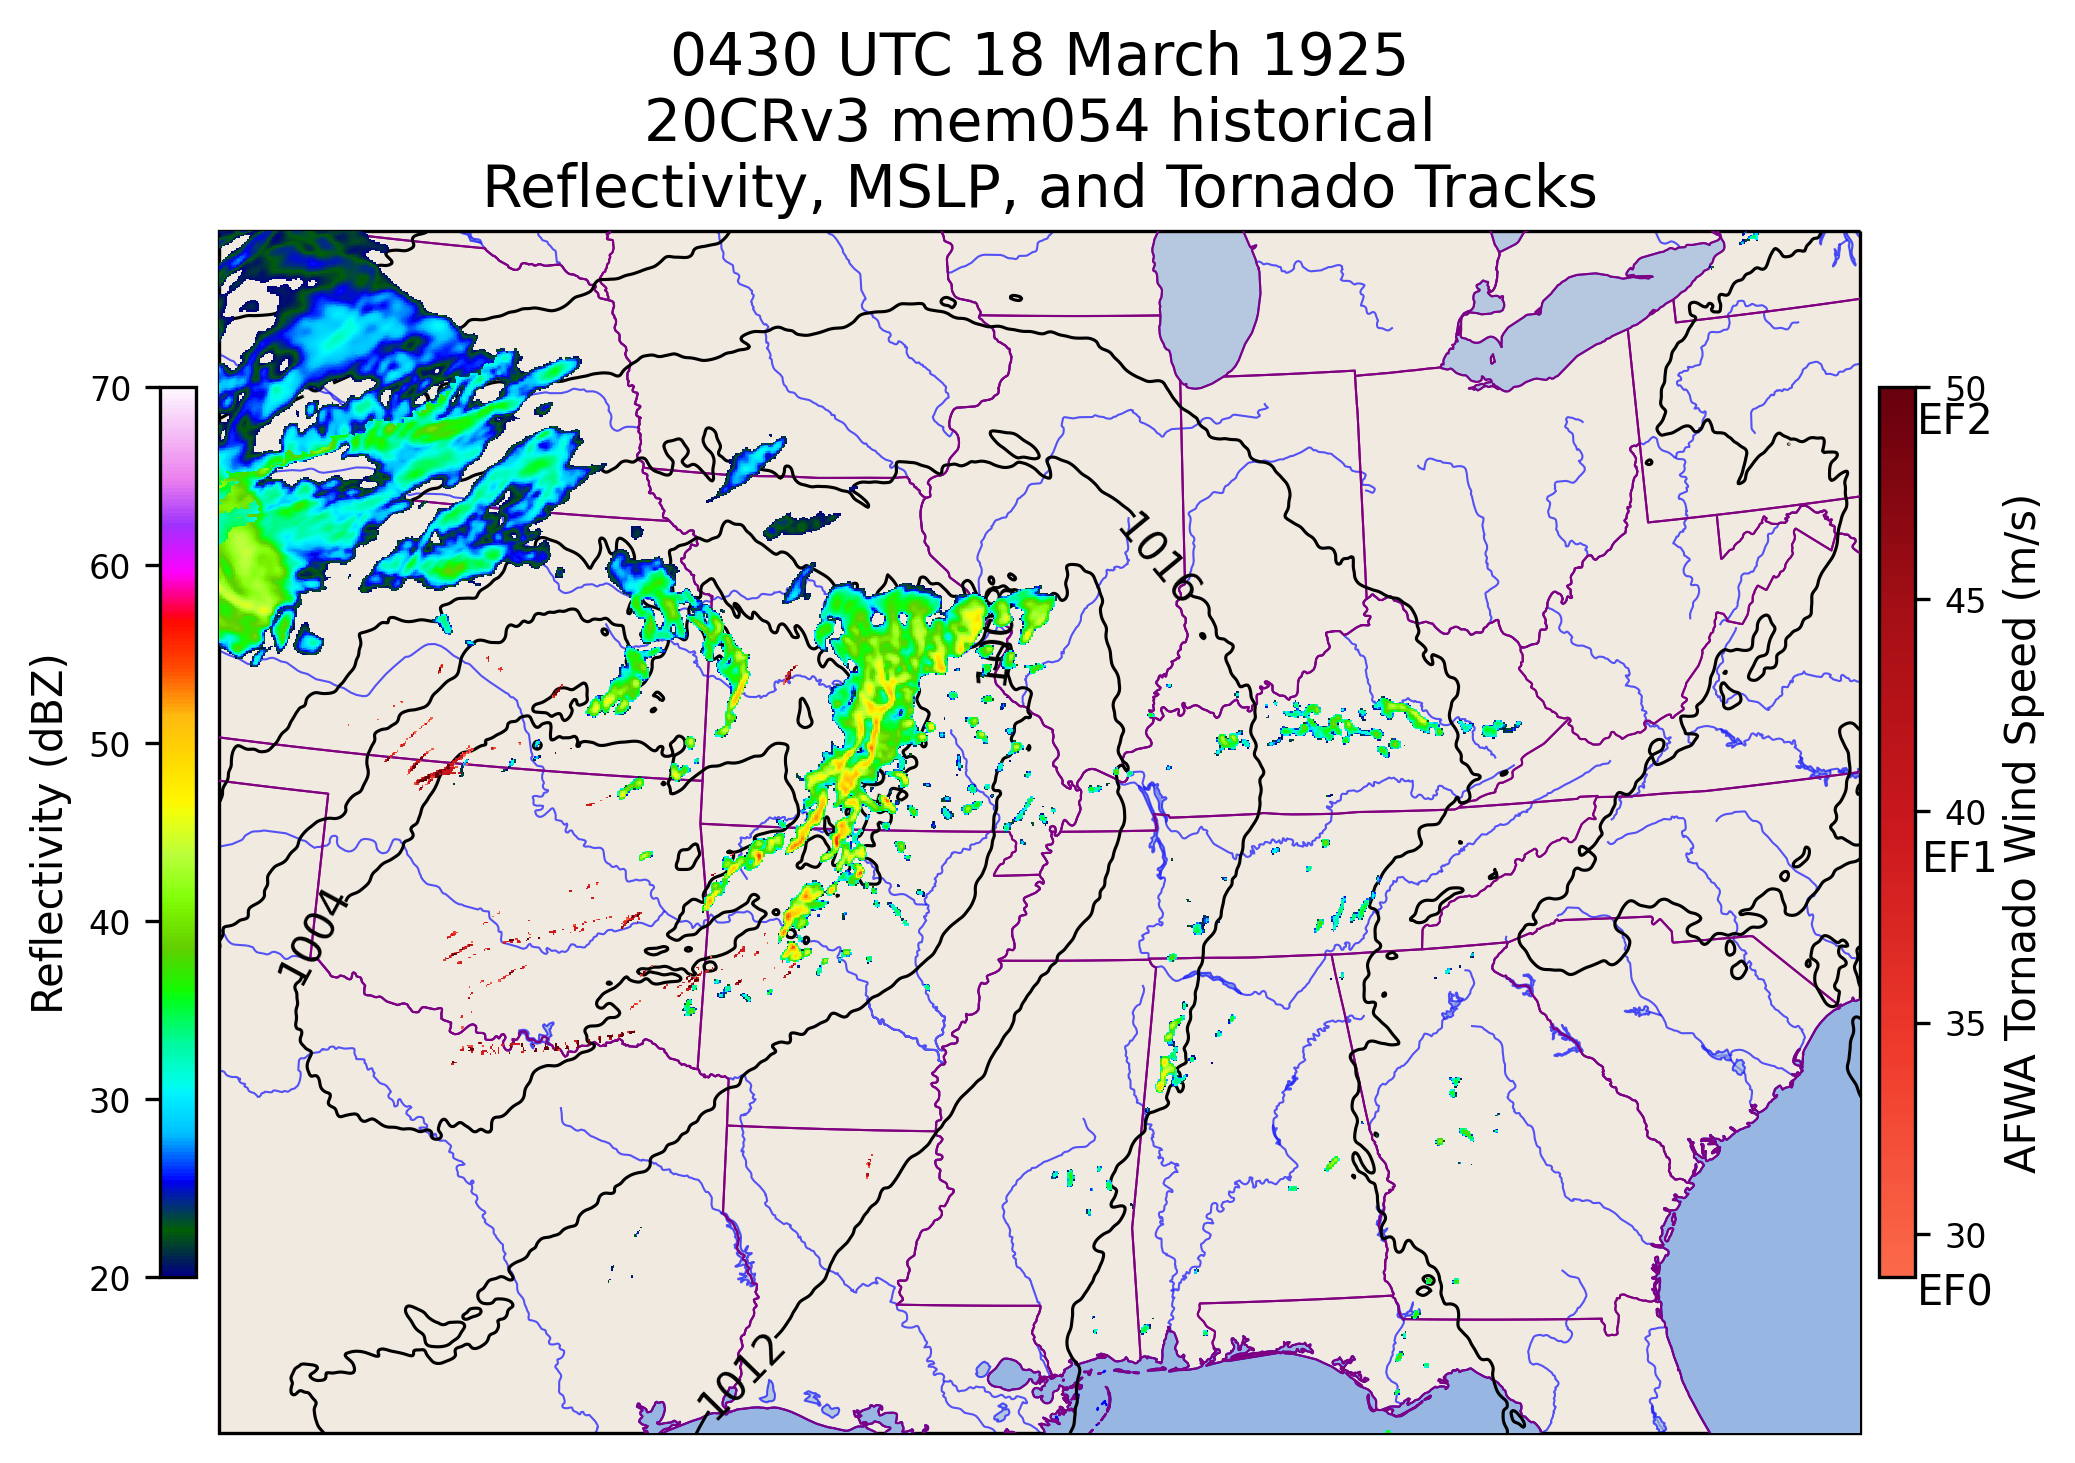 0430 UTC 18 March 1925
20CRv3 mem054 historical
Reflectivity, MSLP, and Tornado Tracks
Reflectivity (dBZ)
70
60
50
40
30
20
1016
1004
1012
50
EF2
45
40
EF1
35
30
EF0
AFWA Tornado Wind Speed (m/s)